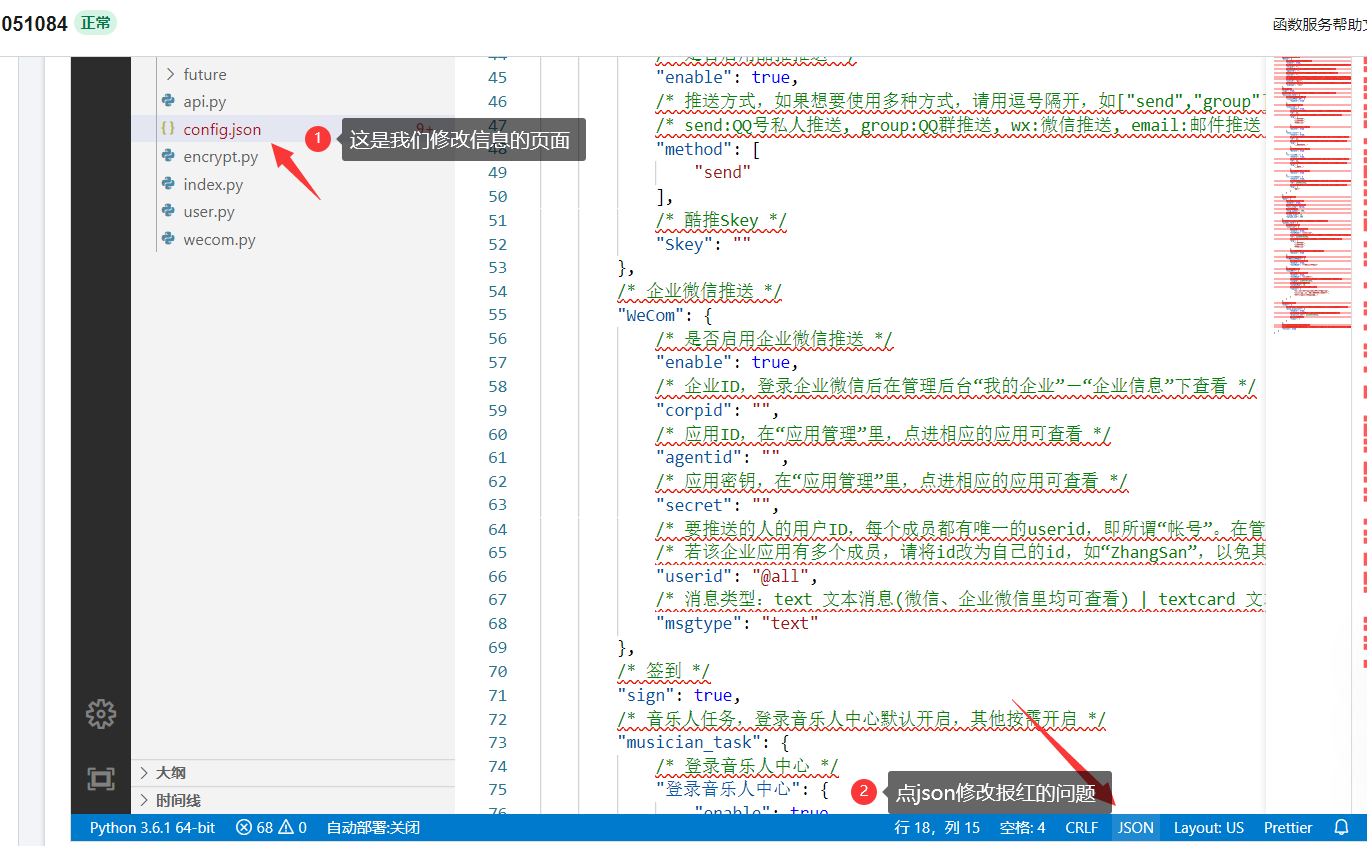 051084 正常
函数服务帮助文
future
api.py
config.json 9+
encrypt.py
index.py
user.py
wecom.py
大纲
时间线
1 这是我们修改信息的页面
44 /* 是否启用酷推推送 */
45 "enable": true,
46 /* 推送方式，如果想要使用多种方式，请用逗号隔开，如["send","group"]
47 /* send:QQ号私人推送, group:QQ群推送, wx:微信推送, email:邮件推送
48 "method": [
49 "send"
50 ],
51 /* 酷推Skey */
52 "Skey": ""
53 },
54 /* 企业微信推送 */
55 "WeCom": {
56 /* 是否启用企业微信推送 */
57 "enable": true,
58 /* 企业ID，登录企业微信后在管理后台“我的企业”－“企业信息”下查看 */
59 "corpid": "",
60 /* 应用ID，在“应用管理”里，点进相应的应用可查看 */
61 "agentid": "",
62 /* 应用密钥，在“应用管理”里，点进相应的应用可查看 */
63 "secret": "",
64 /* 要推送的人的用户ID，每个成员都有唯一的userid，即所谓“帐号”。在管
65 /* 若该企业应用有多个成员，请将id改为自己的id，如“ZhangSan”，以免其
66 "userid": "@all",
67 /* 消息类型：text 文本消息(微信、企业微信里均可查看) | textcard 文
68 "msgtype": "text"
69 },
70 /* 签到 */
71 "sign": true,
72 /* 音乐人任务，登录音乐人中心默认开启，其他按需开启 */
73 "musician_task": {
74 /* 登录音乐人中心 */
75 "登录音乐人中心": {
76 "enable": true
2 点json修改报红的问题
Python 3.6.1 64-bit 68 0 自动部署:关闭 行 18，列 15 空格: 4 CRLF JSON Layout: US Prettier